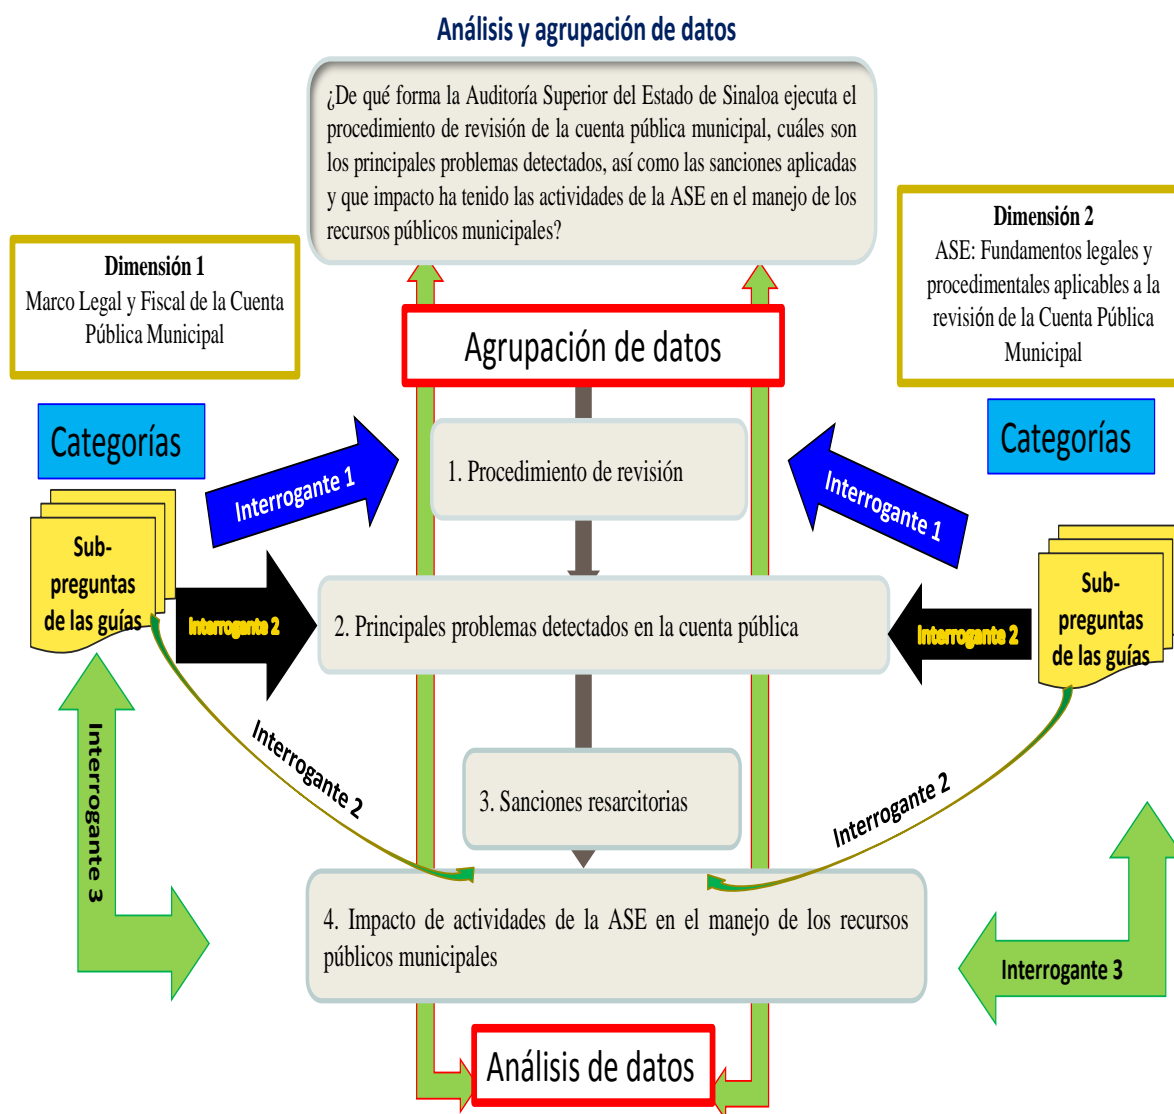 Análisis y agrupación de datos
¿De qué forma la Auditoría Superior del Estado de Sinaloa ejecuta el
procedimiento de revisión de la cuenta pública municipal, cuáles son
los principales problemas detectados, así como las sanciones aplicadas
y que impacto ha tenido las actividades de la ASE en el manejo de los
recursos públicos municipales?
Dimensión 1
Marco Legal y Fiscal de la Cuenta
Pública Municipal
Dimensión 2
ASE: Fundamentos legales y
procedimentales aplicables a la
revisión de la Cuenta Pública
Municipal
Agrupación de datos
Categorías
Categorías
Interrogante 1
1. Procedimiento de revisión
Interrogante 1
Sub-
preguntas
de las guías
Interrogante 2
2. Principales problemas detectados en la cuenta pública
Interrogante 2
Sub-
preguntas
de las guías
Interrogante 3
Interrogante 2
3. Sanciones resarcitorias
Interrogante 2
4. Impacto de actividades de la ASE en el manejo de los recursos
públicos municipales
Interrogante 3
Análisis de datos